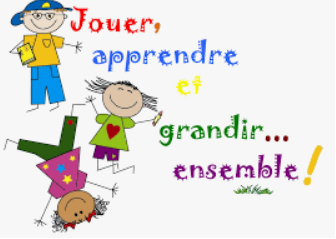 Jouer,
apprendre
et
grandir...
ensemble!